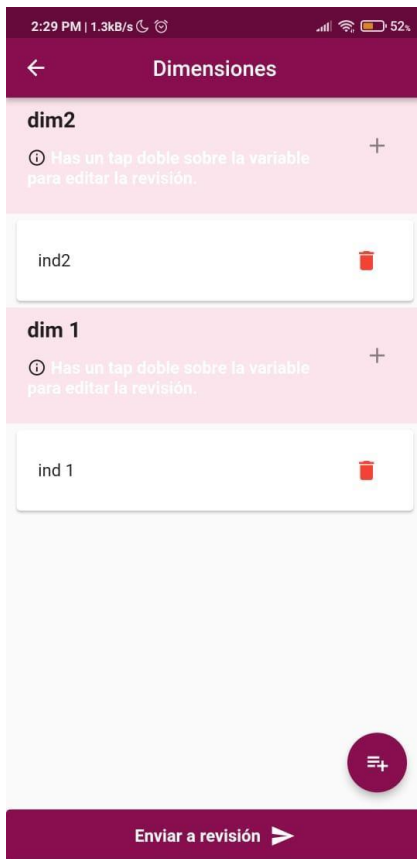 2:29 PM | 1.3kB/s 52%
Dimensiones
dim2
Has un tap doble sobre la variable
para editar la revisión.
ind2
dim 1
Has un tap doble sobre la variable
para editar la revisión.
ind 1
Enviar a revisión